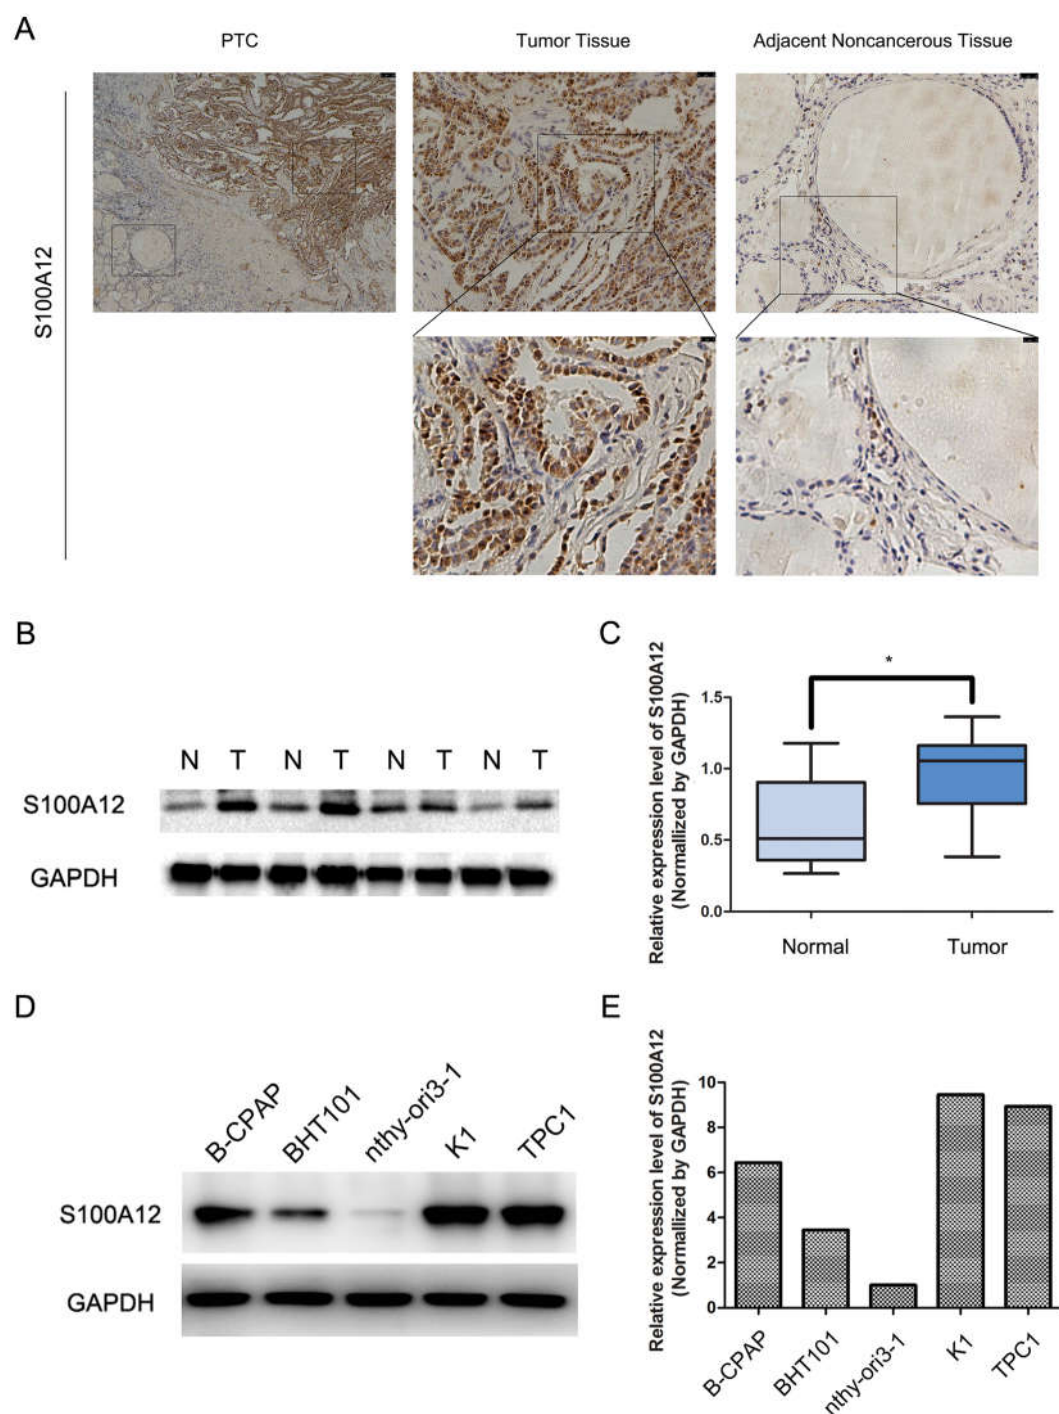 A
PTC
Tumor Tissue
Adjacent Noncancerous Tissue
S100A12
B
N T N T N T N T
S100A12
GAPDH
C
Relative expression level of S100A12
(Normallized by GAPDH)
*
1.5
1.0
0.5
0.0
Normal
Tumor
D
B-CPAP
BHT101
nthy-ori3-1
K1
TPC1
S100A12
GAPDH
E
Relative expression level of S100A12
(Normallized by GAPDH)
10
8
6
4
2
0
B-CPAP
BHT101
nthy-ori3-1
K1
TPC1